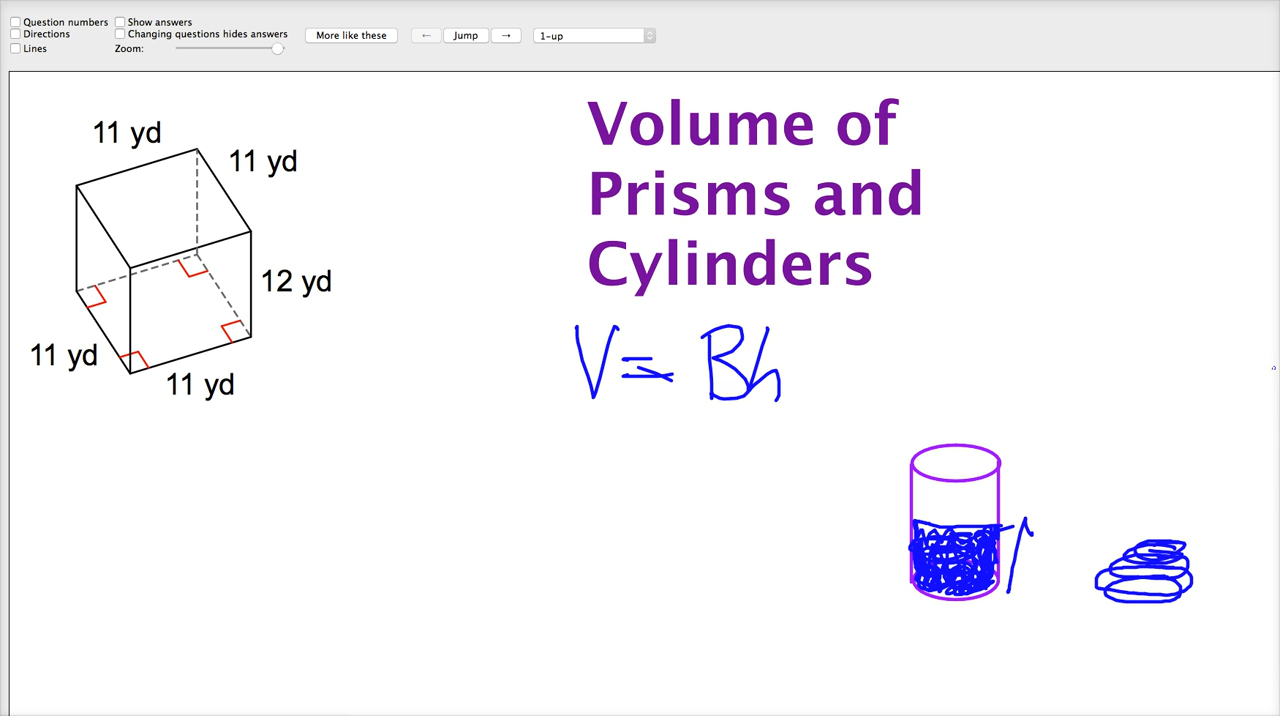 Question numbers
Show answers
Directions
Changing questions hides answers
Lines
Zoom:
More like these
←
Jump
→
1-up
11 yd
11 yd
12 yd
11 yd
11 yd
Volume of
Prisms and
Cylinders
V = Bh